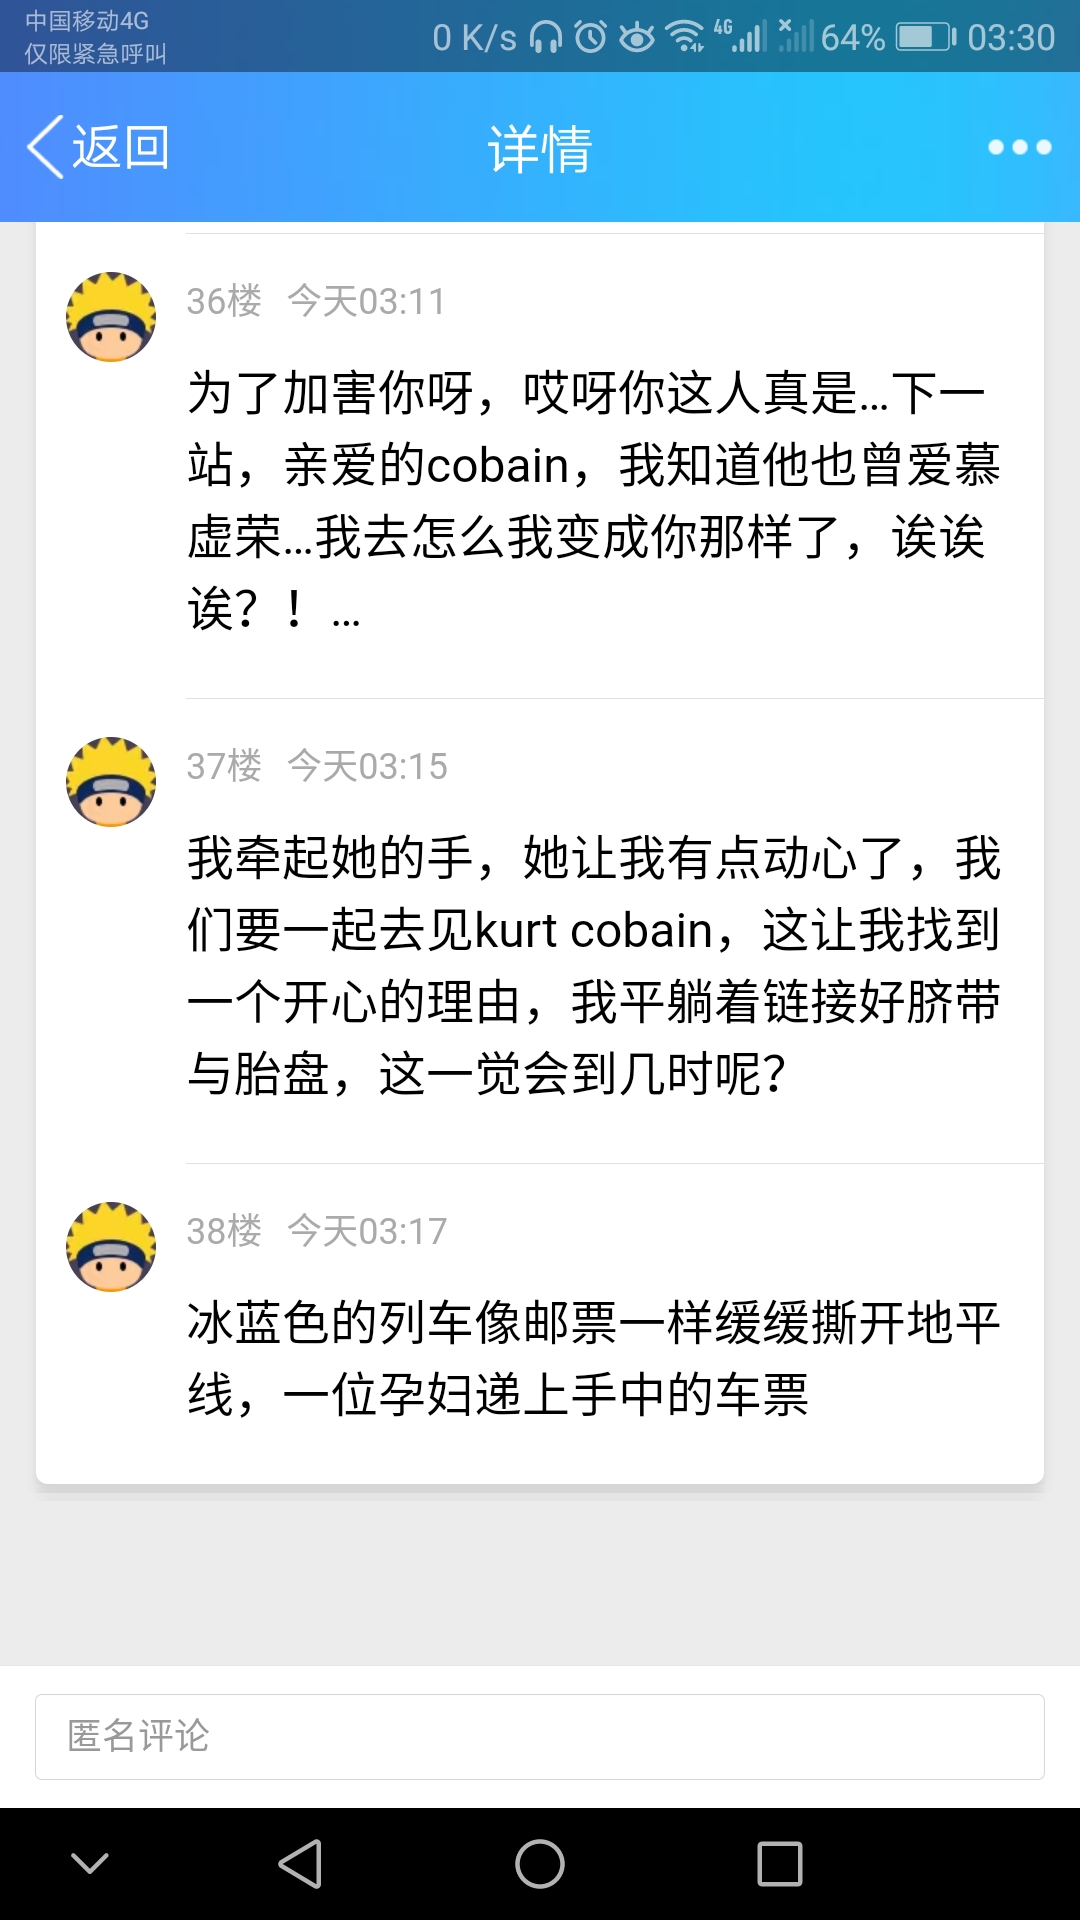 中国移动4G
仅限紧急呼叫
0 K/s
4G
64%
03:30
返回
详情
36楼 今天03:11
为了加害你呀，哎呀你这人真是...下一
站，亲爱的cobain，我知道他也曾爱慕
虚荣...我去怎么我变成你那样了，诶诶
诶？！...
37楼 今天03:15
我牵起她的手，她让我有点动心了，我
们要一起去见kurt cobain，这让我找到
一个开心的理由，我平躺着链接好脐带
与胎盘，这一觉会到几时呢？
38楼 今天03:17
冰蓝色的列车像邮票一样缓缓撕开地平
线，一位孕妇递上手中的车票
匿名评论